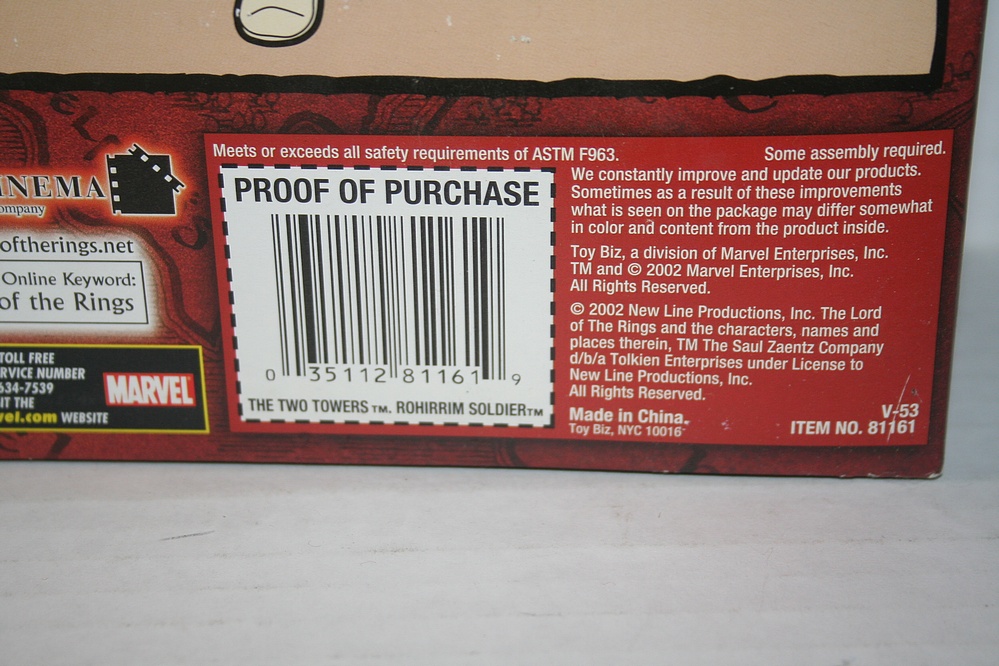 Meets or exceeds all safety requirements of ASTM F963.
Some assembly required.
We constantly improve and update our products.
Sometimes as a result of these improvements
what is seen on the package may differ somewhat
in color and content from the product inside.
Toy Biz, a division of Marvel Enterprises, Inc.
TM and © 2002 Marvel Enterprises, Inc.
All Rights Reserved.
© 2002 New Line Productions, Inc. The Lord
of The Rings and the characters, names and
places therein, TM The Saul Zaentz Company
d/b/a Tolkien Enterprises under License to
New Line Productions, Inc.
All Rights Reserved.
Made in China.
Toy Biz, NYC 10016
V-53
ITEM NO. 81161
PROOF OF PURCHASE
0 35112 81161 9
THE TWO TOWERS TM. ROHIRRIM SOLDIER TM
INEMA
ompany
oftherings.net
Online Keyword:
of the Rings
TOLL FREE
RVICE NUMBER
634-7539
IT THE
vel.com WEBSITE
MARVEL